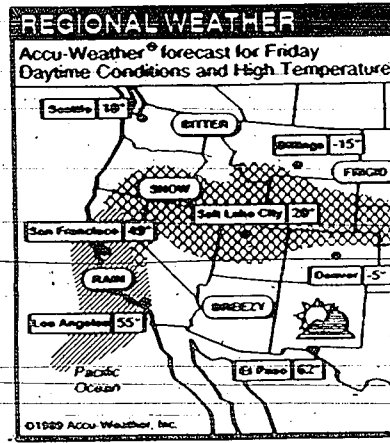 REGIONAL WEATHER
Accu-Weather® forecast for Friday
Daytime Conditions and High Temperature
Seattle 18°
BITTER
Billings -15°
FRIGID
SNOW
Salt Lake City 20°
San Francisco 49°
RAIN
Denver -5°
BREEZY
Los Angeles 55°
Pacific
Ocean
El Paso 62°
©1989 Accu-Weather, Inc.